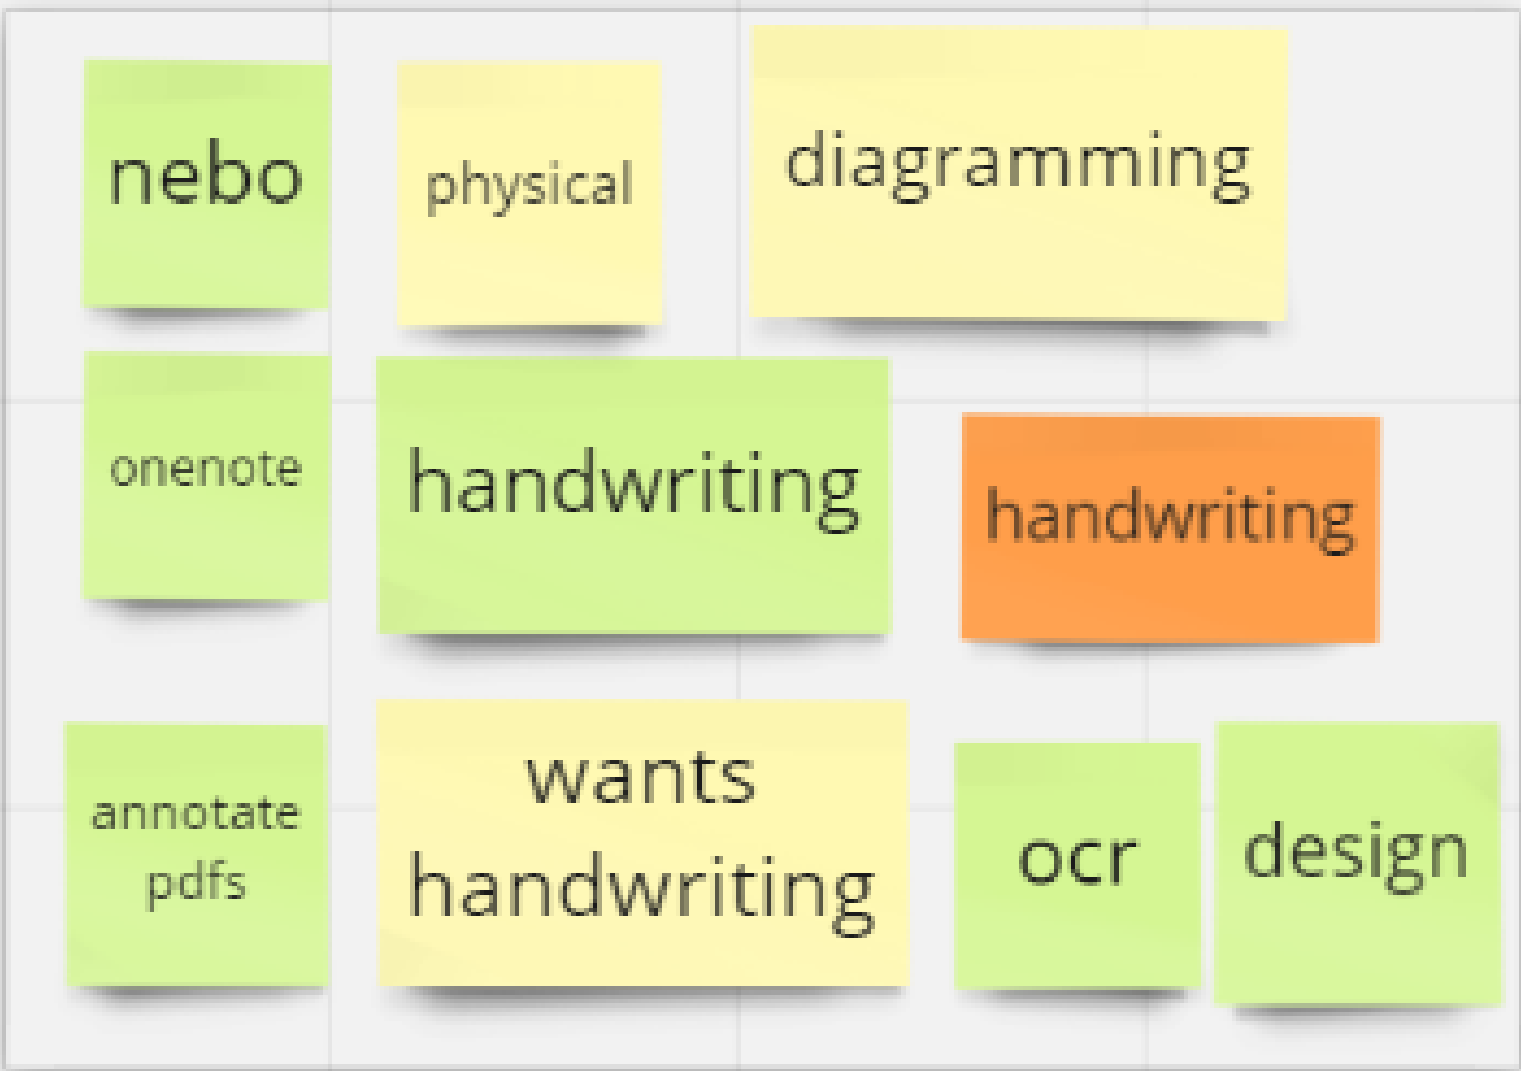 nebo
physical
diagramming
onenote
handwriting
handwriting
annotate
pdfs
wants
handwriting
ocr
design